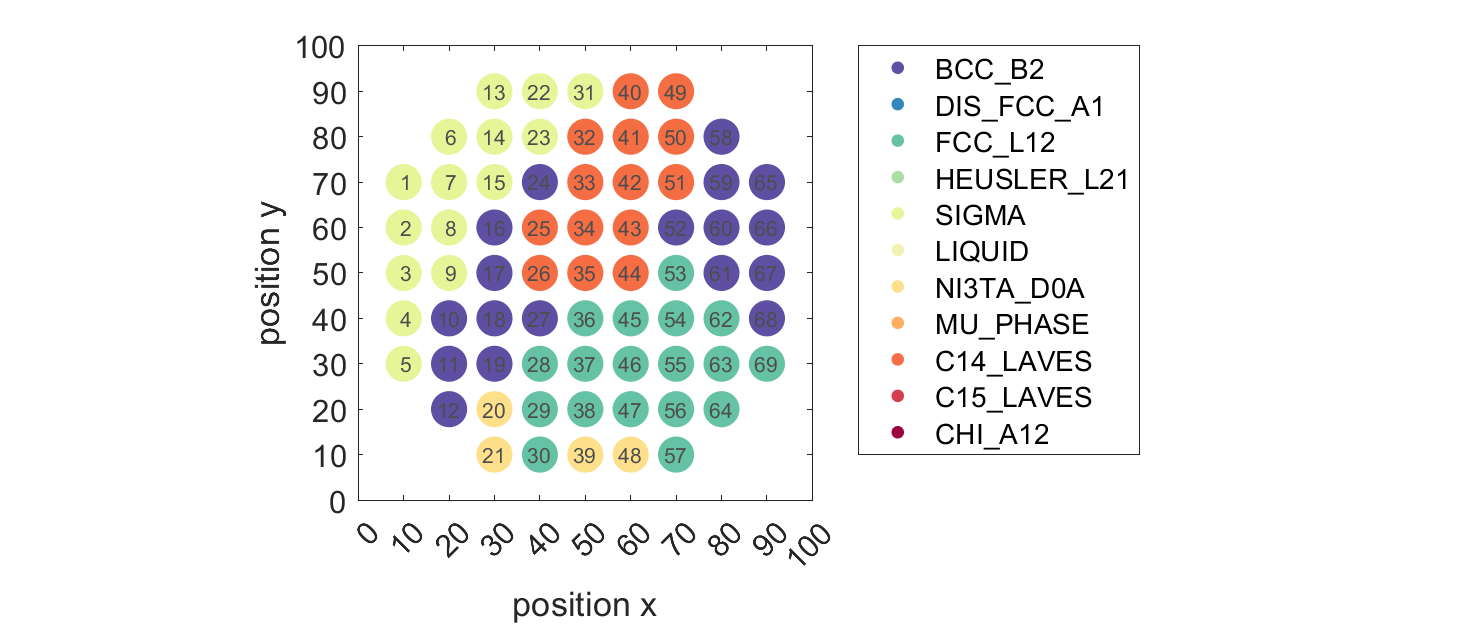 100
90
80
70
60
50
40
30
20
10
0
position y
13 22 31 40 49
6 14 23 32 41 50 58
1 7 15 24 33 42 51 59 65
2 8 16 25 34 43 52 60 66
3 9 17 26 35 44 53 61 67
4 10 18 27 36 45 54 62 68
5 11 19 28 37 46 55 63 69
12 20 29 38 47 56 64
21 30 39 48 57
0 10 20 30 40 50 60 70 80 90 100
position x
BCC_B2
DIS_FCC_A1
FCC_L12
HEUSLER_L21
SIGMA
LIQUID
NI3TA_D0A
MU_PHASE
C14_LAVES
C15_LAVES
CHI_A12